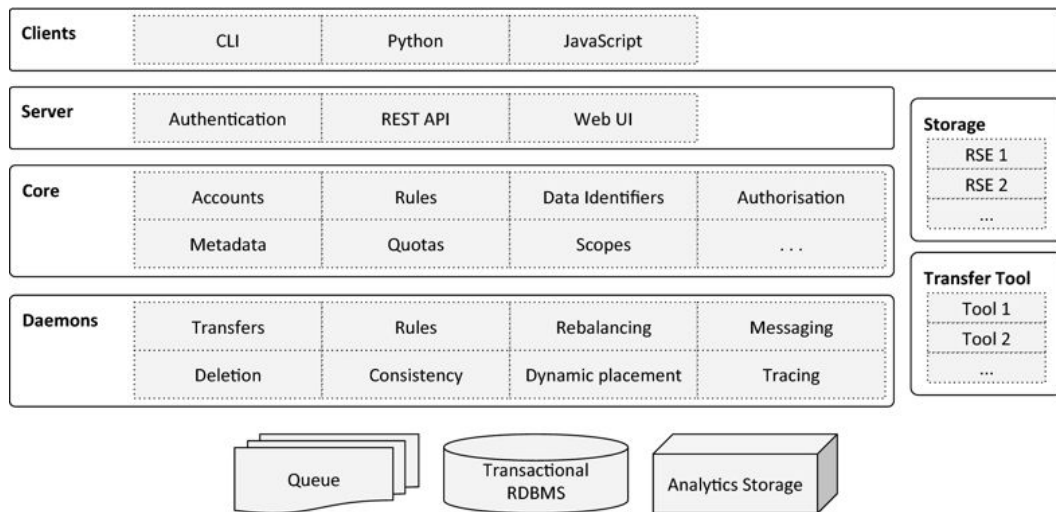 Clients
CLI Python JavaScript
Server
Authentication REST API Web UI
Core
Accounts Rules Data Identifiers Authorisation
Metadata Quotas Scopes . . .
Daemons
Transfers Rules Rebalancing Messaging
Deletion Consistency Dynamic placement Tracing
Storage
RSE 1
RSE 2
...
Transfer Tool
Tool 1
Tool 2
...
Queue
Transactional
RDBMS
Analytics Storage